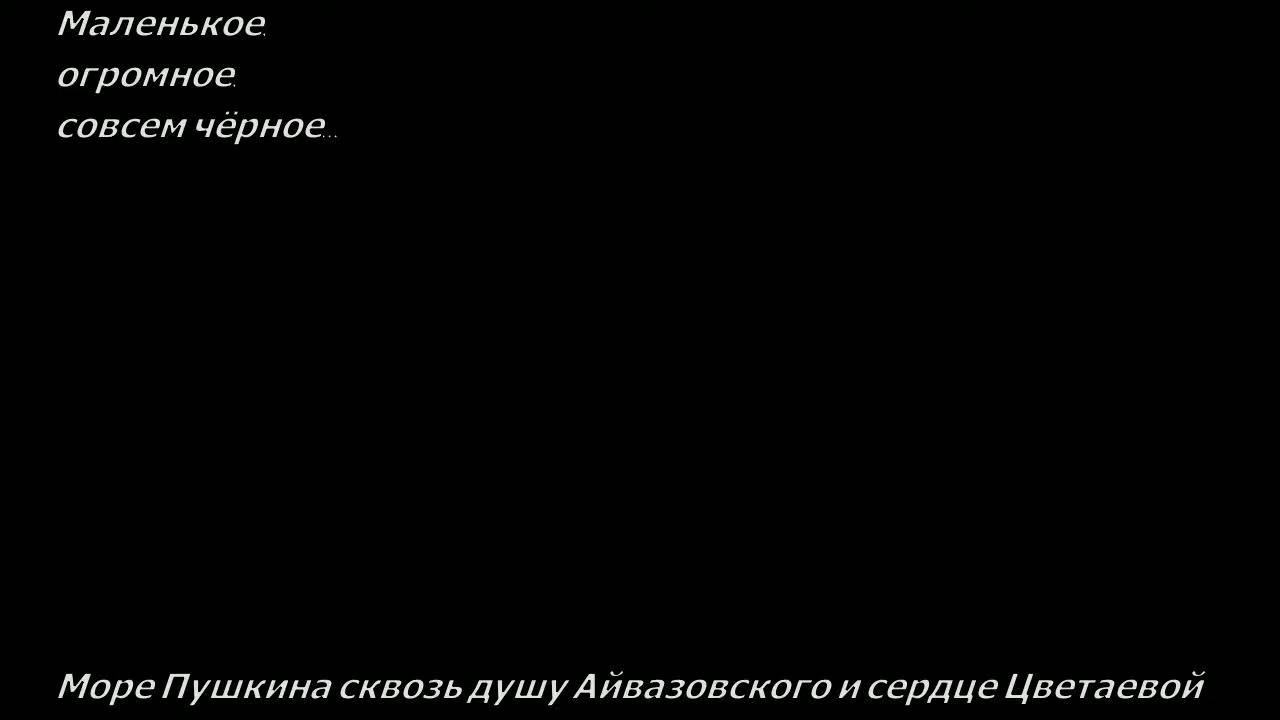 Маленькое,
огромное,
совсем чёрное...
Море Пушкина сквозь душу Айвазовского и сердце Цветаевой